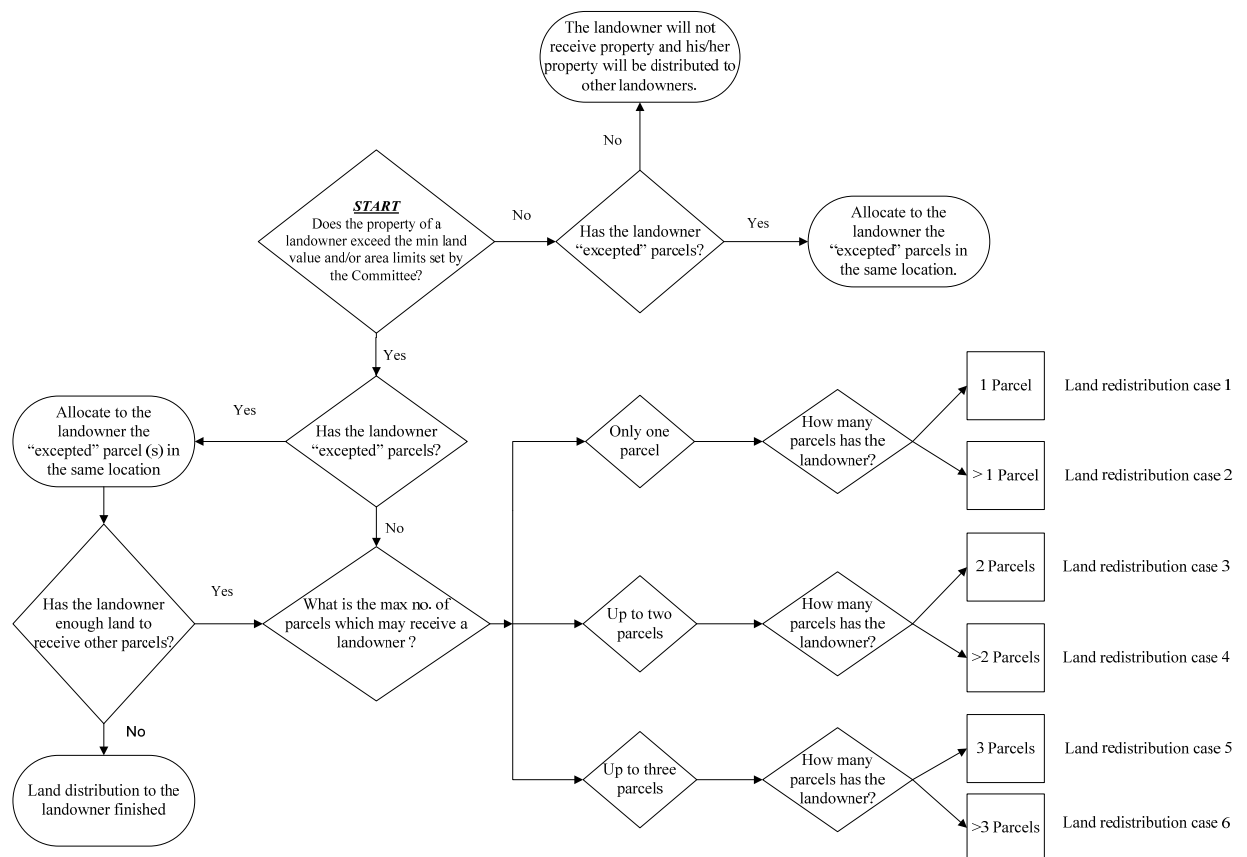 The landowner will not
receive property and his/her
property will be distributed to
other landowners.
No
START
Does the property of a
landowner exceed the min land
value and/or area limits set by
the Committee?
No
Has the landowner
“excepted” parcels?
Yes
Allocate to the
landowner the
“excepted” parcels in
the same location.
Yes
Allocate to the
landowner the
“excepted” parcel (s) in
the same location
Yes
Has the landowner
“excepted” parcels?
No
Only one
parcel
How many
parcels has the
landowner?
1 Parcel
Land redistribution case 1
> 1 Parcel
Land redistribution case 2
Has the landowner
enough land to
receive other parcels?
Yes
What is the max no. of
parcels which may receive a
landowner ?
Up to two
parcels
How many
parcels has the
landowner?
2 Parcels
Land redistribution case 3
>2 Parcels
Land redistribution case 4
No
Land distribution to the
landowner finished
Up to three
parcels
How many
parcels has the
landowner?
3 Parcels
Land redistribution case 5
>3 Parcels
Land redistribution case 6